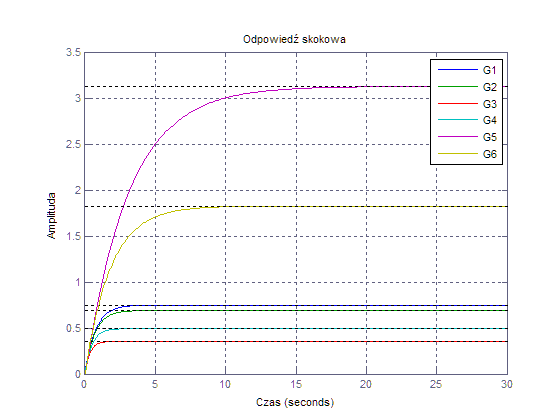 Odpowiedź skokowa
3.5
3
2.5
2
1.5
1
0.5
0
Amplituda
G1
G2
G3
G4
G5
G6
0 5 10 15 20 25 30
Czas (seconds)